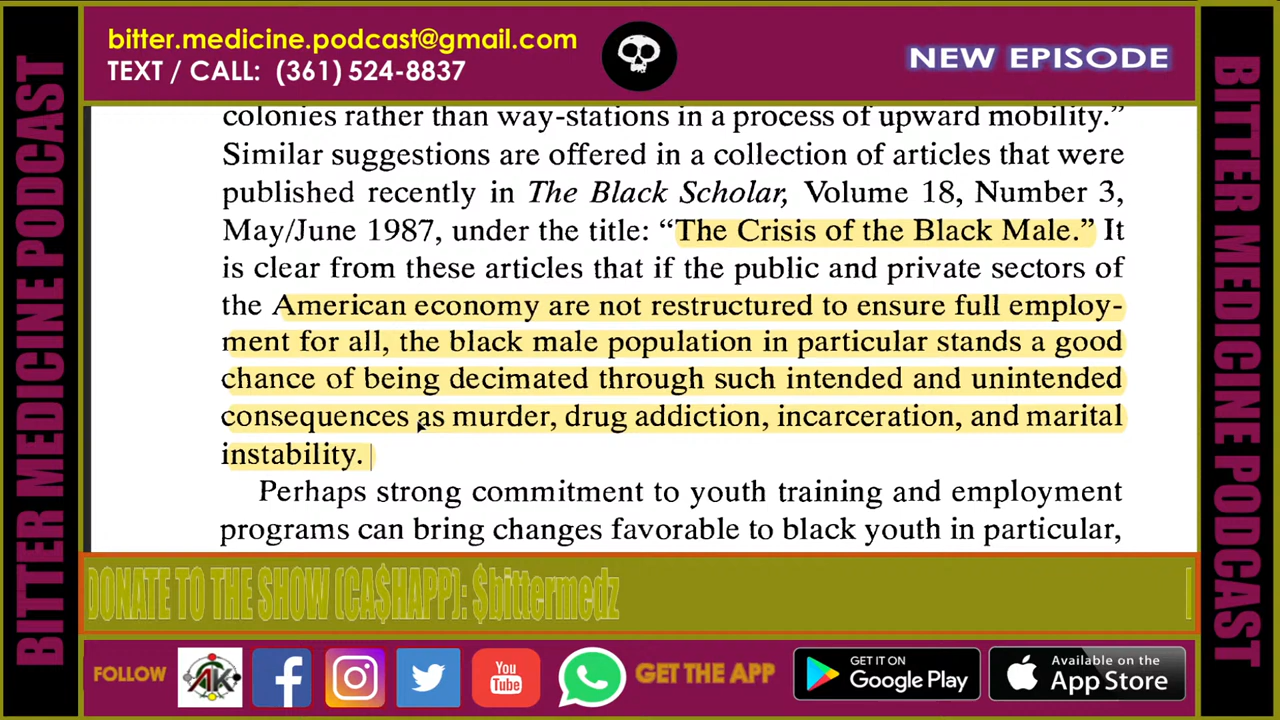 bitter.medicine.podcast@gmail.com
TEXT / CALL: (361) 524-8837
NEW EPISODE
BITTER MEDICINE PODCAST
colonies rather than way-stations in a process of upward mobility.”
Similar suggestions are offered in a collection of articles that were
published recently in The Black Scholar, Volume 18, Number 3,
May/June 1987, under the title: “The Crisis of the Black Male.” It
is clear from these articles that if the public and private sectors of
the American economy are not restructured to ensure full employ-
ment for all, the black male population in particular stands a good
chance of being decimated through such intended and unintended
consequences as murder, drug addiction, incarceration, and marital
instability.
Perhaps strong commitment to youth training and employment
programs can bring changes favorable to black youth in particular,
BITTER MEDICINE PODCAST
DONATE TO THE SHOW (CA$HAPP): $bittermedz
FOLLOW
ATK
You
Tube
GET THE APP
GET IT ON
Google Play
Available on the
App Store